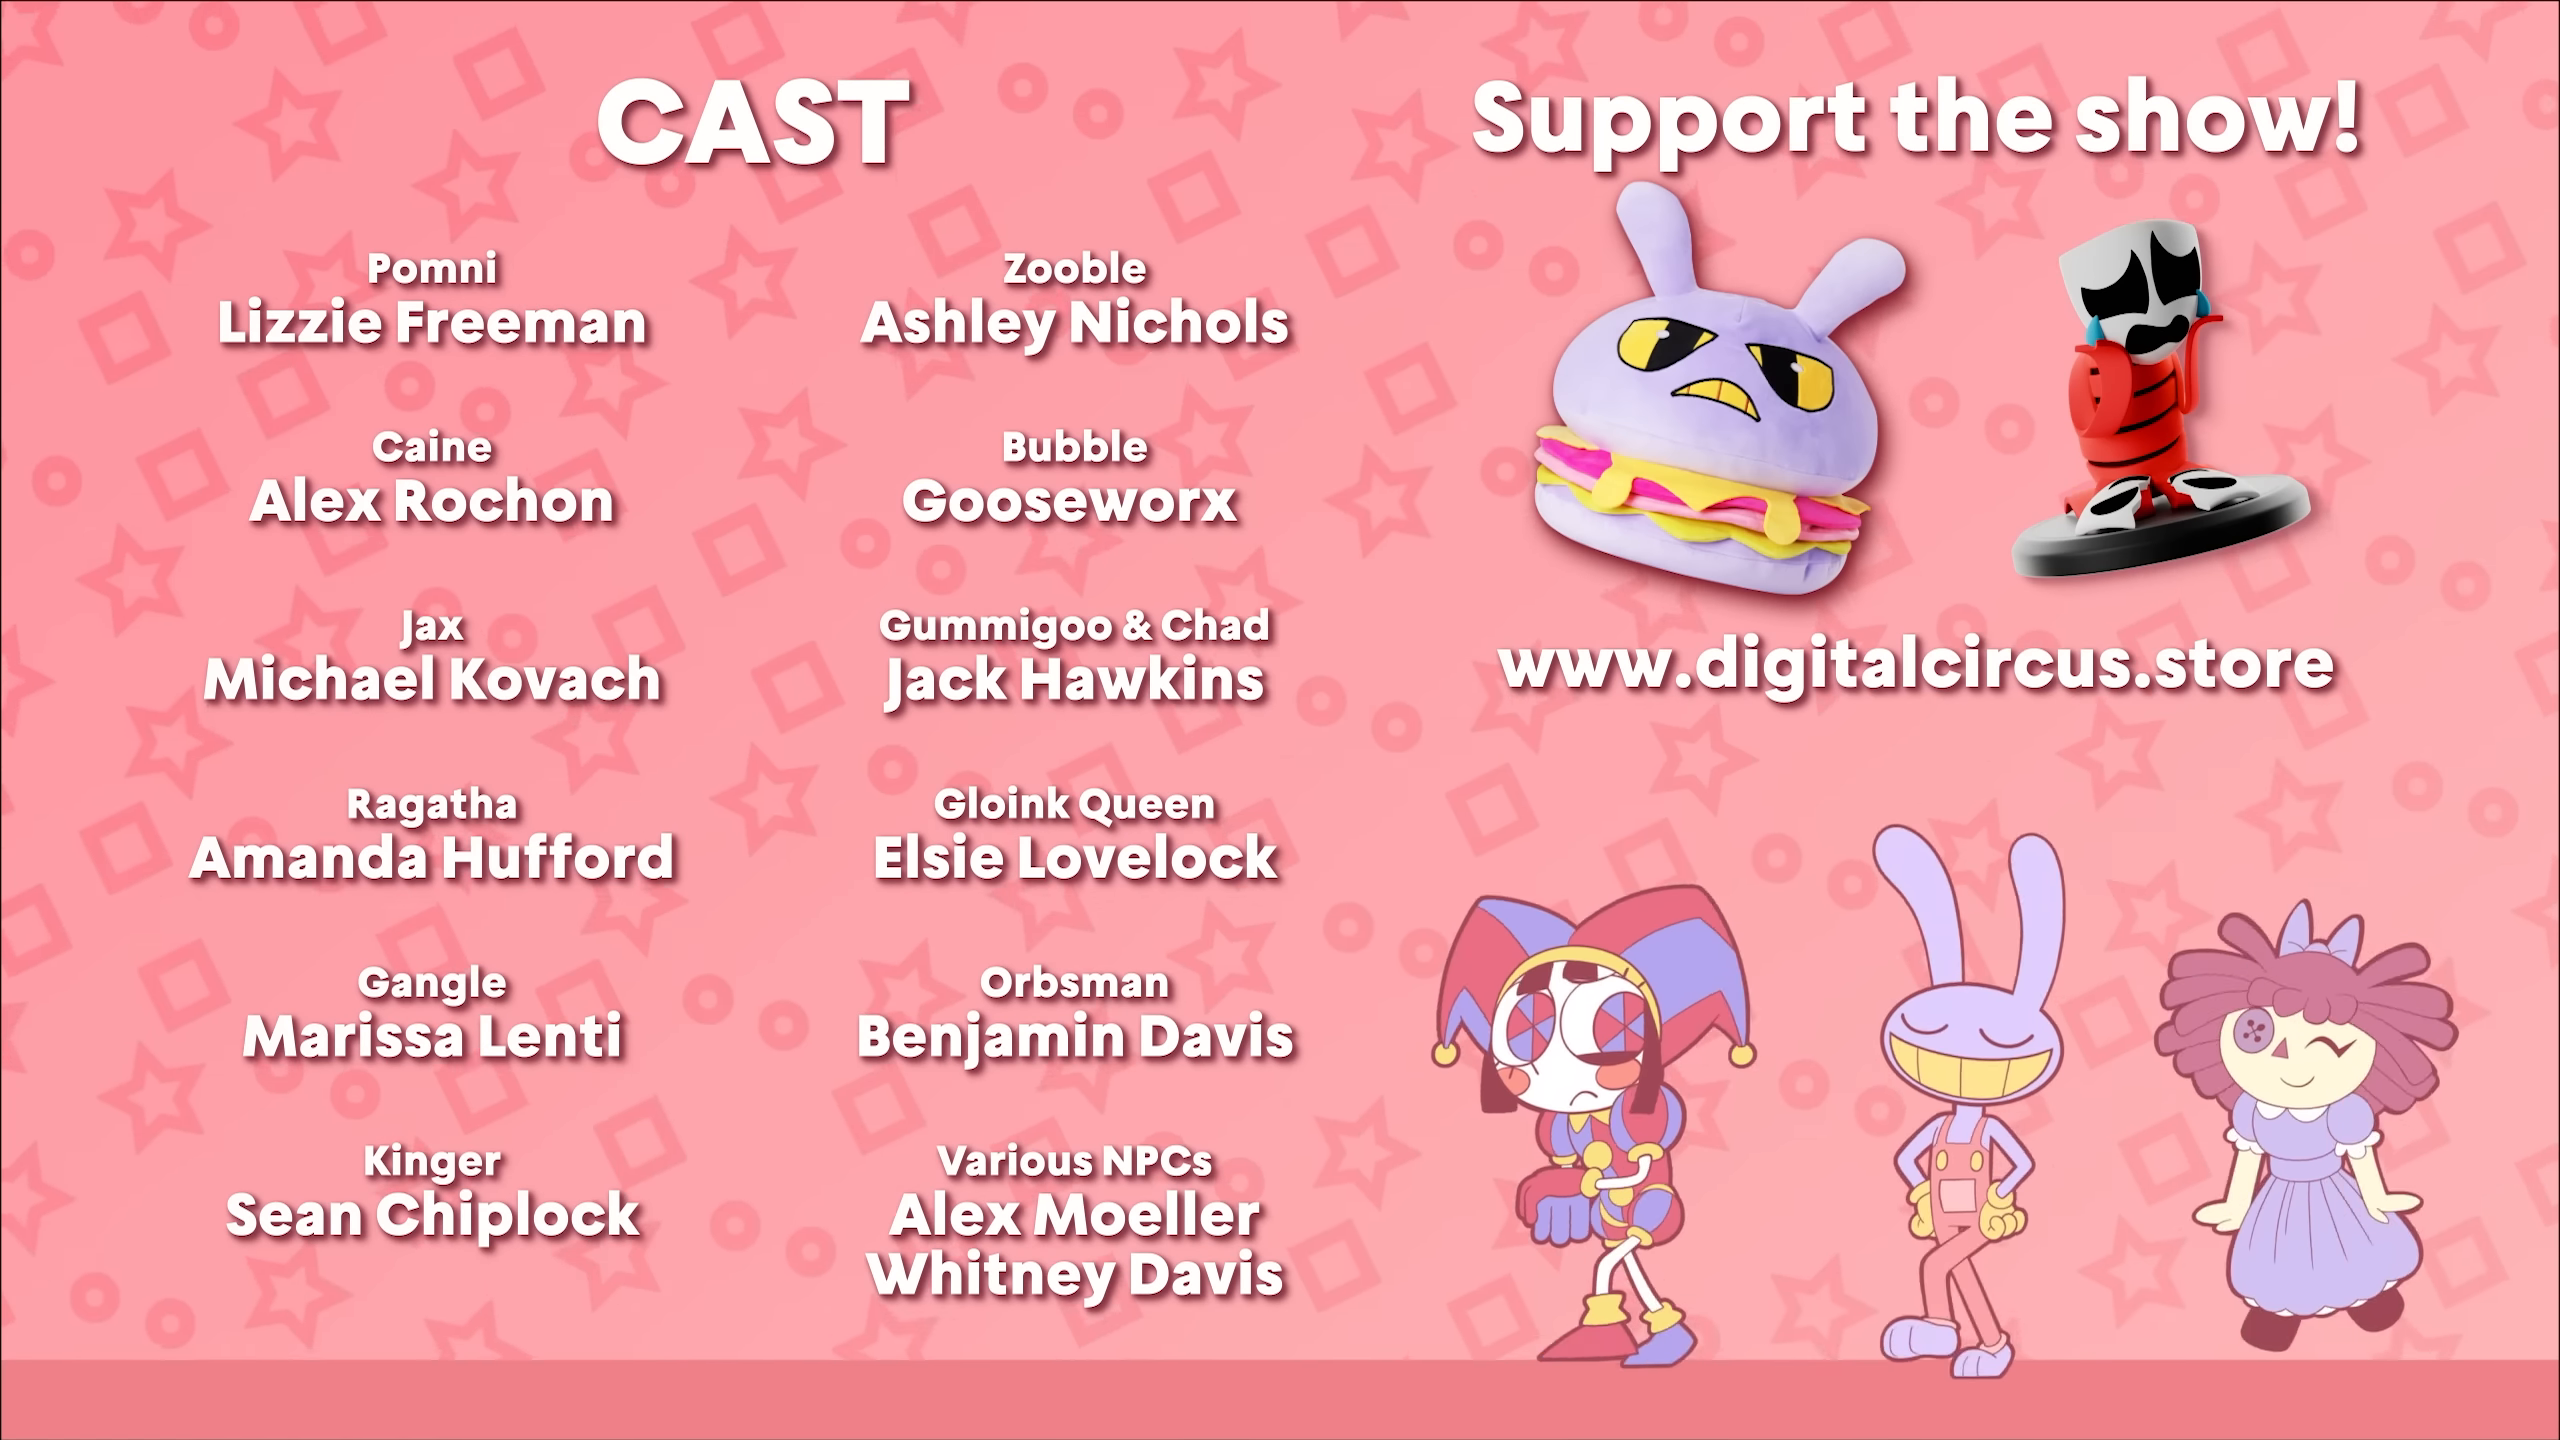 CAST
Pomni
Lizzie Freeman
Caine
Alex Rochon
Jax
Michael Kovach
Ragatha
Amanda Hufford
Gangle
Marissa Lenti
Kinger
Sean Chiplock
Zooble
Ashley Nichols
Bubble
Gooseworx
Gummigoo & Chad
Jack Hawkins
Gloink Queen
Elsie Lovelock
Orbsman
Benjamin Davis
Various NPCs
Alex Moeller
Whitney Davis
Support the show!
www.digitalcircus.store